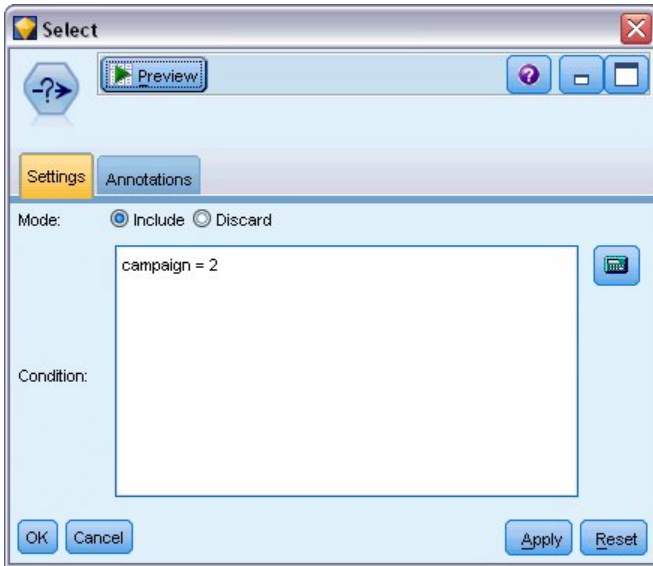 Select
-?
Preview
?
Settings Annotations
Mode: Include Discard
campaign = 2
Condition:
OK Cancel Apply Reset